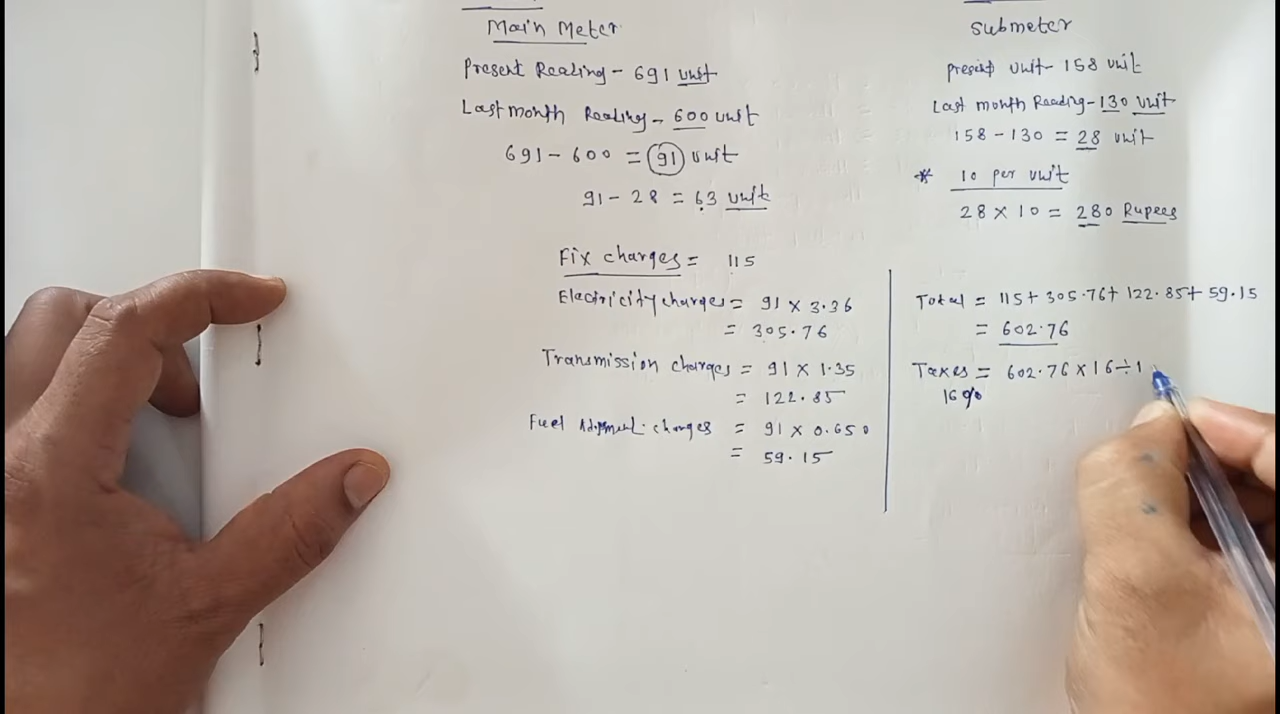 Main Meter
Present Reading - 691 unit
Last month Reading - 600 unit
691 - 600 = 91 unit
91 - 28 = 63 unit
Submeter
present unit - 158 unit
Last month Reading - 130 unit
158 - 130 = 28 unit
* 10 per unit
28 × 10 = 280 Rupees
Fix charges = 115
Electricity charges = 91 × 3.36
= 305.76
Transmission charges = 91 × 1.35
= 122.85
Fuel charges = 91 × 0.650
= 59.15
Total = 115 + 305.76 + 122.85 + 59.15
= 602.76
Taxes = 602.76 × 16 ÷ 1
16%